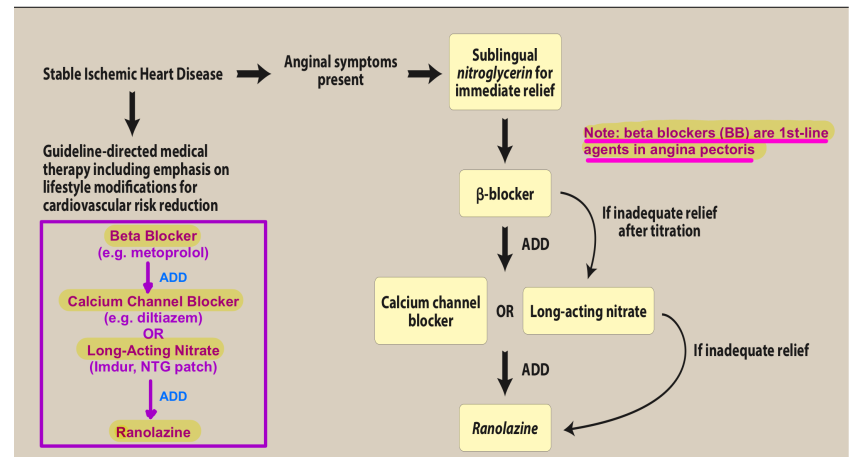 Stable Ischemic Heart Disease
Anginal symptoms
present
Sublingual
nitroglycerin for
immediate relief
Note: beta blockers (BB) are 1st-line
agents in angina pectoris
Guideline-directed medical
therapy including emphasis on
lifestyle modifications for
cardiovascular risk reduction
β-blocker
If inadequate relief
after titration
ADD
Calcium channel
blocker
OR
Long-acting nitrate
If inadequate relief
ADD
Ranolazine
Beta Blocker
(e.g. metoprolol)
ADD
Calcium Channel Blocker
(e.g. diltiazem)
OR
Long-Acting Nitrate
(Imdur, NTG patch)
ADD
Ranolazine